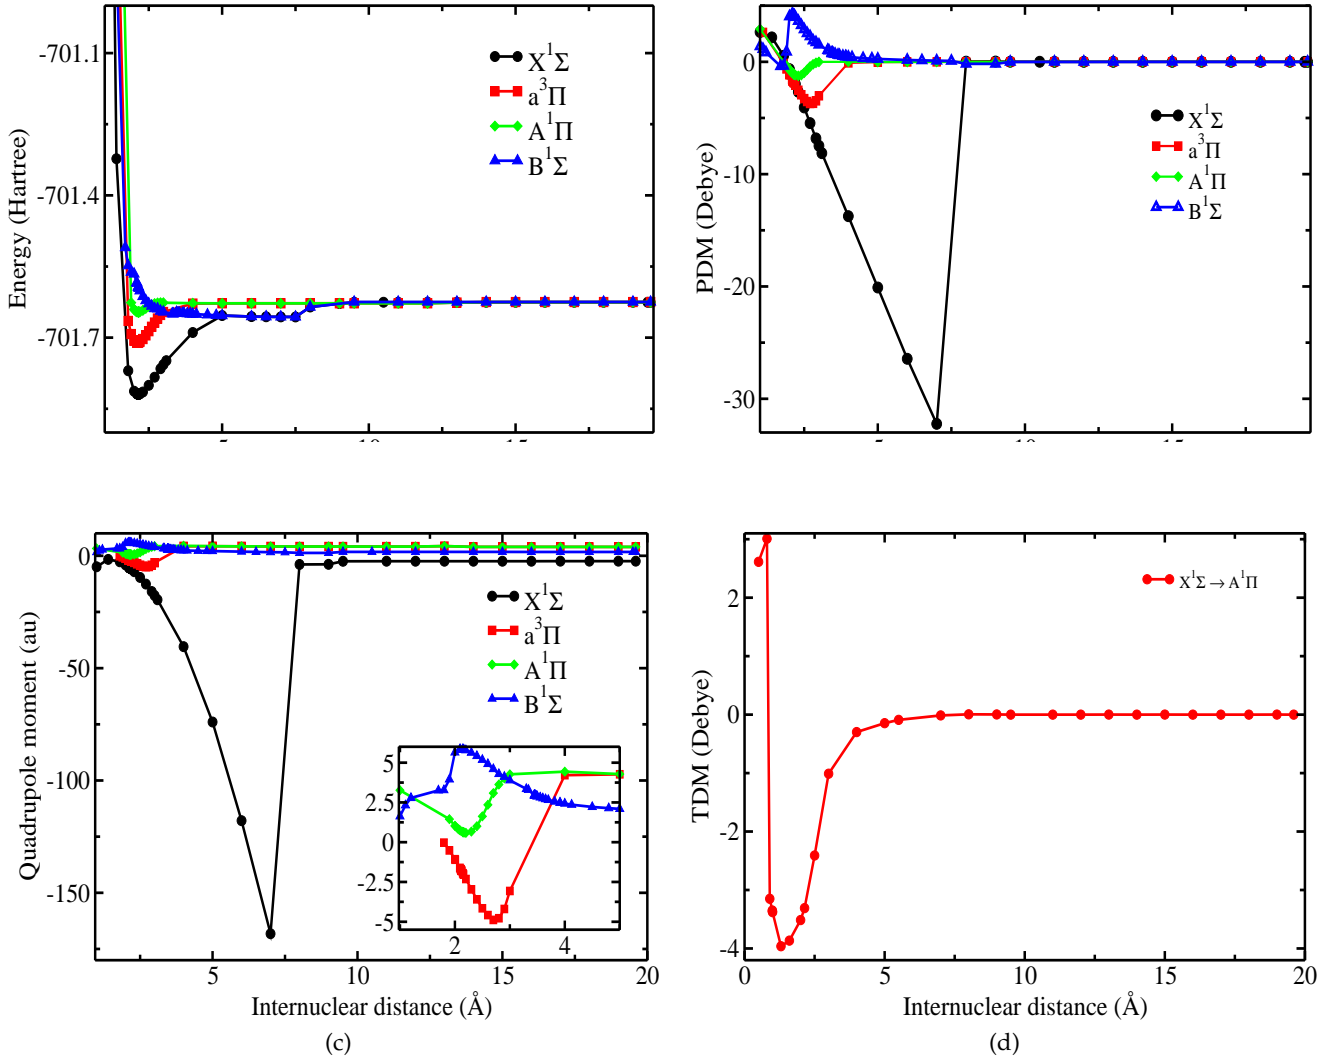 -701.1
-701.4
-701.7
Energy (Hartree)
X¹Σ
a³Π
A¹Π
B¹Σ
0
-10
-20
-30
PDM (Debye)
X¹Σ
a³Π
A¹Π
B¹Σ
0
-50
-100
-150
Quadrupole moment (au)
X¹Σ
a³Π
A¹Π
B¹Σ
5
2.5
0
-2.5
-5
2 4
5 10 15 20
Internuclear distance (Å)
(c)
2
0
-2
-4
TDM (Debye)
X¹Σ→A¹Π
0 5 10 15 20
Internuclear distance (Å)
(d)